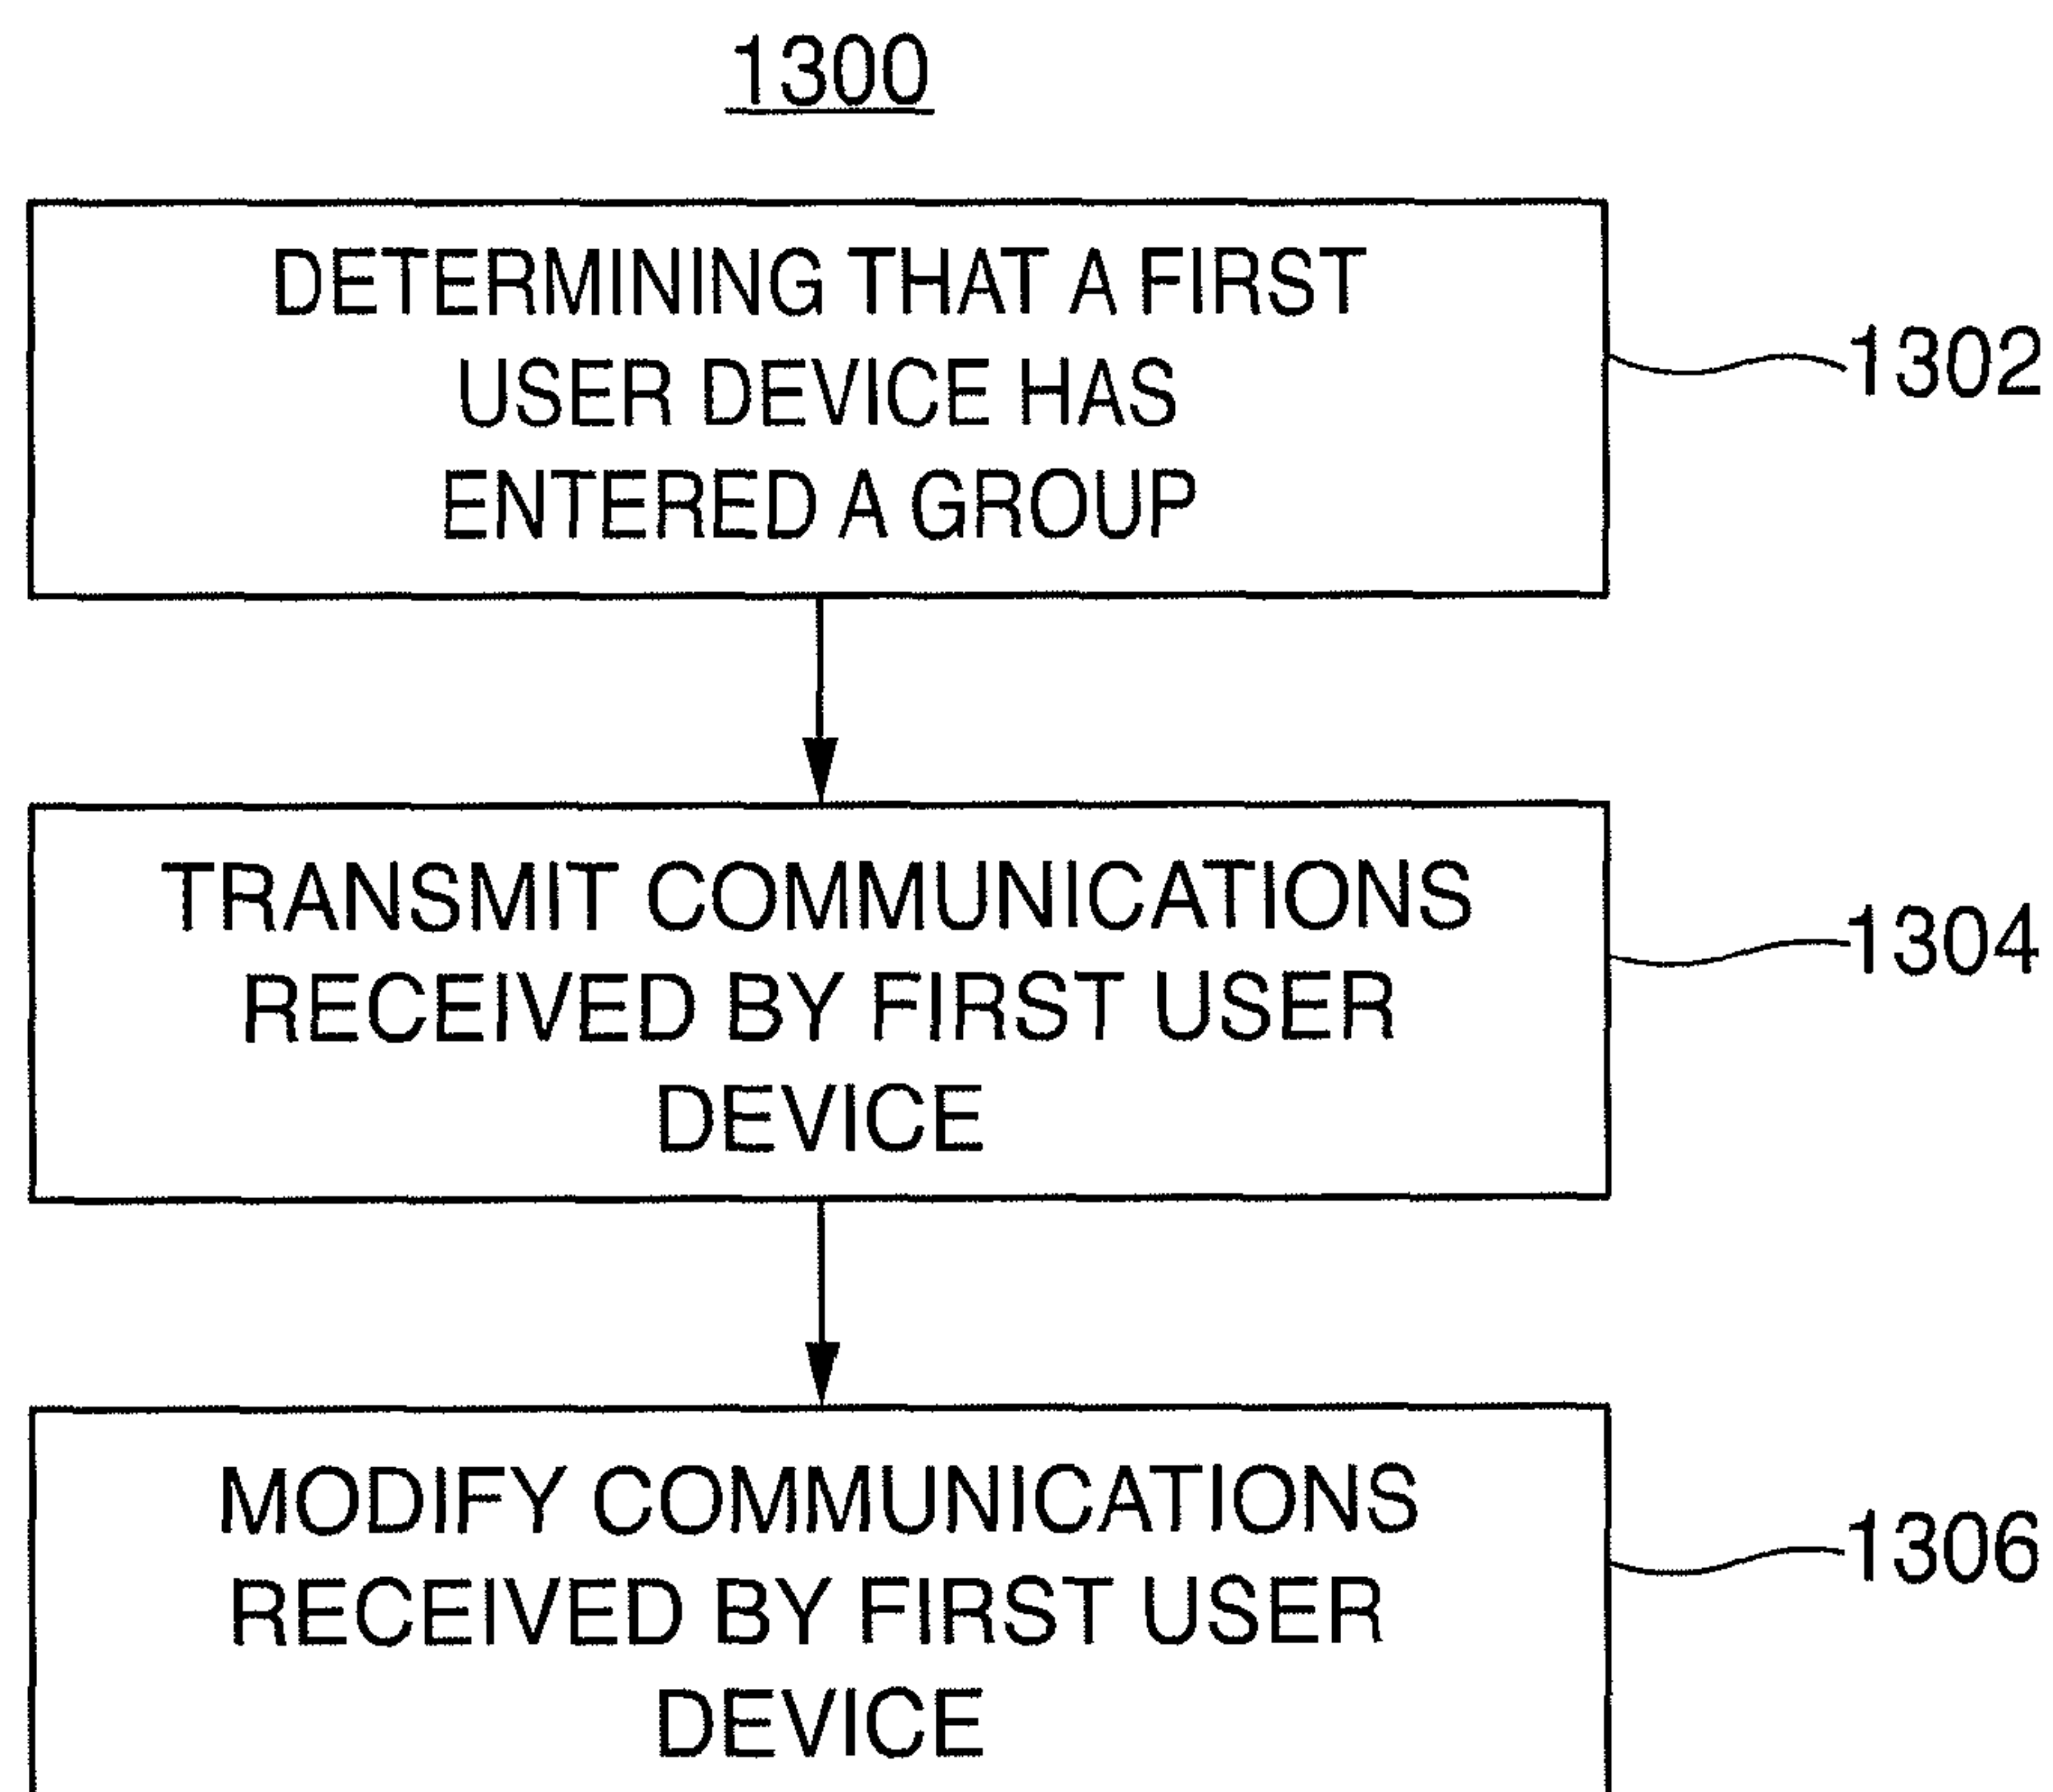 1300
DETERMINING THAT A FIRST
USER DEVICE HAS
ENTERED A GROUP
1302
TRANSMIT COMMUNICATIONS
RECEIVED BY FIRST USER
DEVICE
1304
MODIFY COMMUNICATIONS
RECEIVED BY FIRST USER
DEVICE
1306